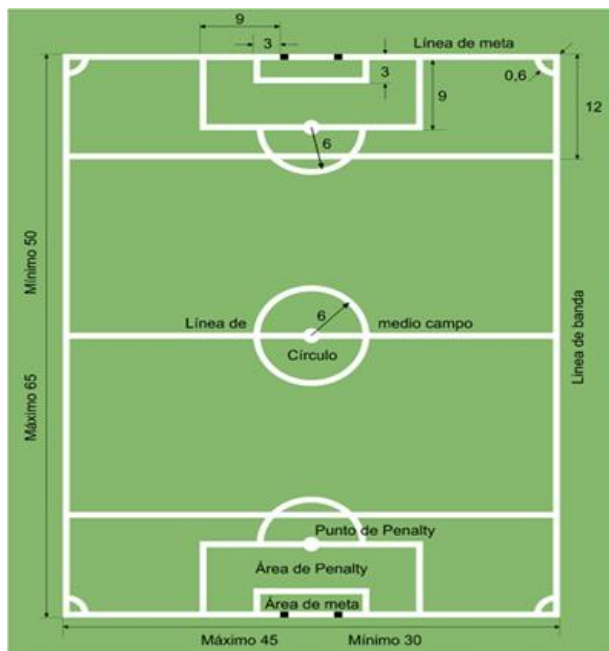 9
3
Línea de meta
3
9
0,6
12
6
Mínimo 50
Máximo 65
Línea de
6
medio campo
Círculo
Línea de banda
Punto de Penalty
Área de Penalty
Área de meta
Máximo 45
Mínimo 30